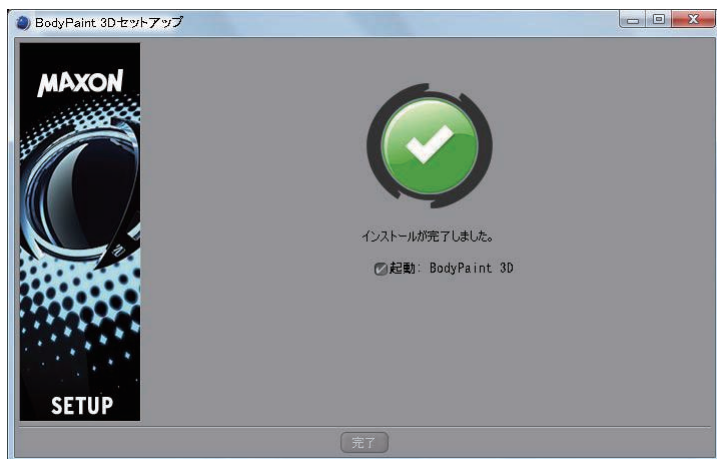 BodyPaint 3Dセットアップ
MAXON
インストールが完了しました。
起動: BodyPaint 3D
SETUP
完了